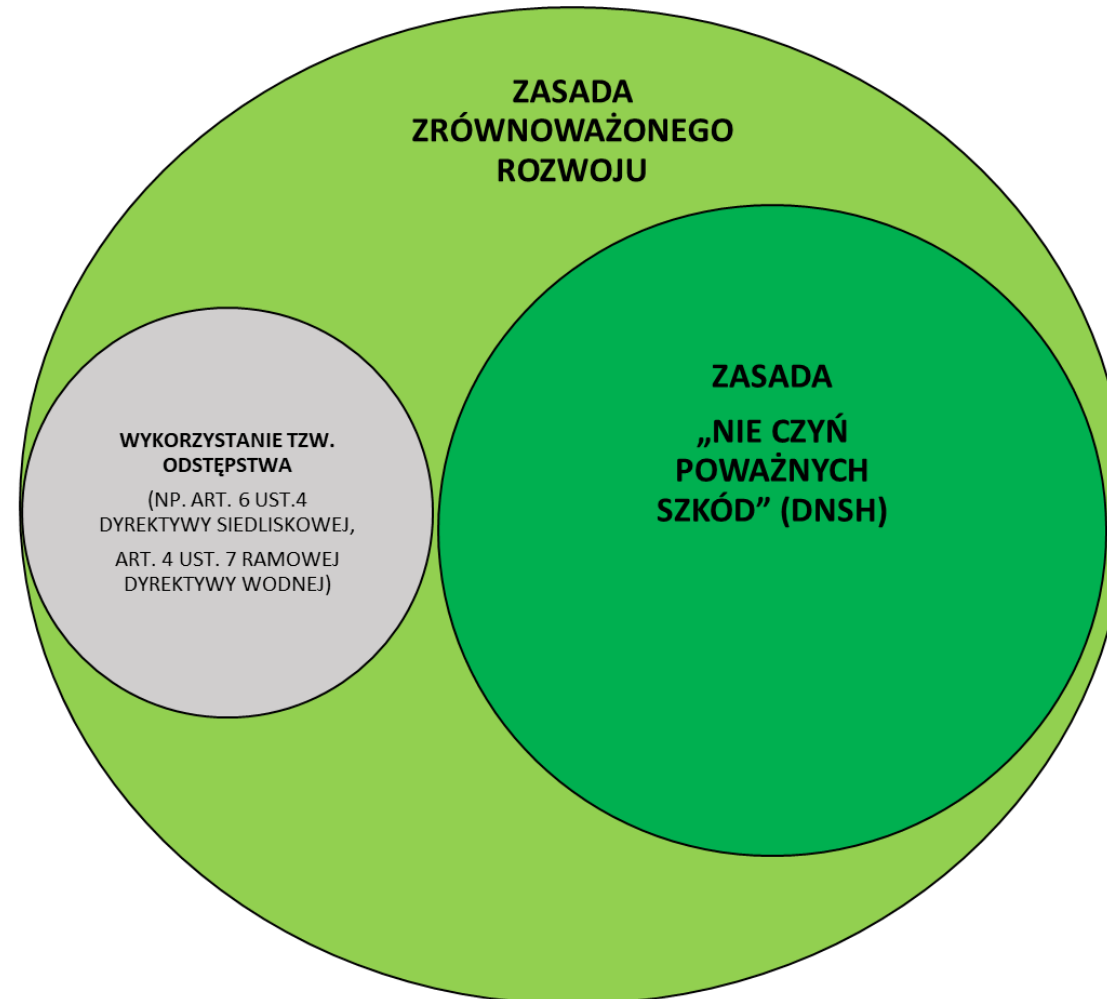 ZASADA
ZRÓWNOWAŻONEGO
ROZWOJU
WYKORZYSTANIE TZW.
ODSTĘPSTWA
(NP. ART. 6 UST.4
DYREKTYWY SIEDLISKOWEJ,
ART. 4 UST. 7 RAMOWEJ
DYREKTYWY WODNEJ)
ZASADA
„NIE CZYŃ
POWAŻNYCH
SZKÓD” (DNSH)